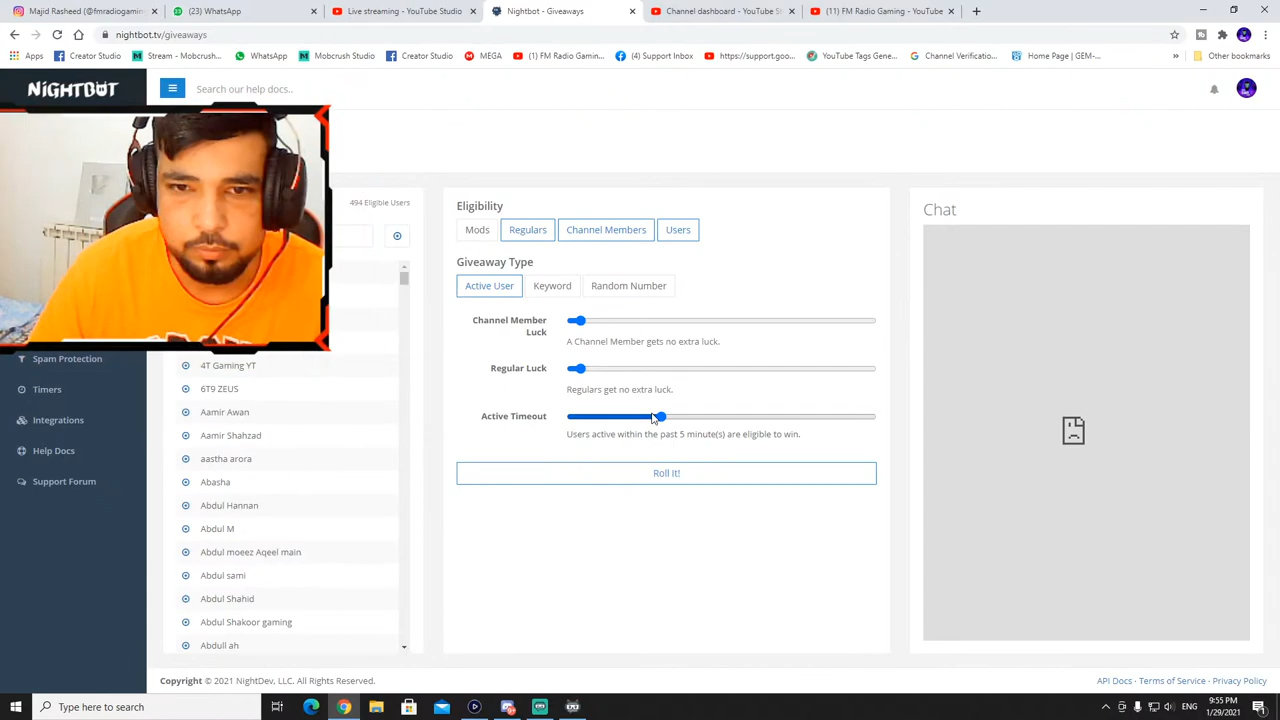 Majid Rasheed (@fmradiogamin
(23) WhatsApp
Live streaming - YouTube Studio
Nightbot - Giveaways
Channel dashboard - YouTube St
(11) FM Radio Gaming - YouTube
nightbot.tv/giveaways
Apps
Creator Studio
Stream - Mobcrush...
WhatsApp
Creator Studio
MEGA
(1) FM Radio Gamin...
(4) Support Inbox
https://support.goo...
YouTube Tags Gene...
Channel Verificatio...
Home Page | GEM-...
Other bookmarks
NIGHTBOT
Search our help docs..
494 Eligible Users
Spam Protection
Timers
Integrations
Help Docs
Support Forum
4T Gaming YT
6T9 ZEUS
Aamir Awan
Aamir Shahzad
aastha arora
Abasha
Abdul Hannan
Abdul M
Abdul moeez Aqeel main
Abdul sami
Abdul Shahid
Abdul Shakoor gaming
Abdull ah
Eligibility
Mods
Regulars
Channel Members
Users
Giveaway Type
Active User
Keyword
Random Number
Channel Member
Luck
A Channel Member gets no extra luck.
Regular Luck
Regulars get no extra luck.
Active Timeout
Users active within the past 5 minute(s) are eligible to win.
Roll It!
Chat
Copyright © 2021 NightDev, LLC. All Rights Reserved.
API Docs · Terms of Service · Privacy Policy
Type here to search
9:55 PM
1/29/2021